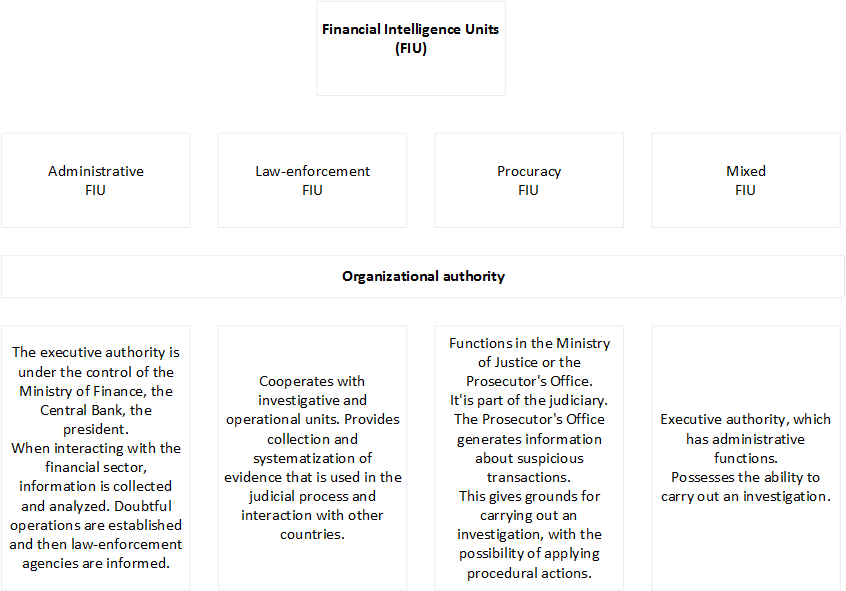 Financial Intelligence Units
(FIU)
Administrative
FIU
Law-enforcement
FIU
Procuracy
FIU
Mixed
FIU
Organizational authority
The executive authority is
under the control of the
Ministry of Finance, the
Central Bank, the
president.
When interacting with the
financial sector,
information is collected
and analyzed. Doubtful
operations are established
and then law-enforcement
agencies are informed.
Cooperates with
investigative and
operational units. Provides
collection and
systematization of
evidence that is used in the
judicial process and
interaction with other
countries.
Functions in the Ministry
of Justice or the
Prosecutor's Office.
It'is part of the judiciary.
The Prosecutor's Office
generates information
about suspicious
transactions.
This gives grounds for
carrying out an
investigation, with the
possibility of applying
procedural actions.
Executive authority, which
has administrative
functions.
Possesses the ability to
carry out an investigation.